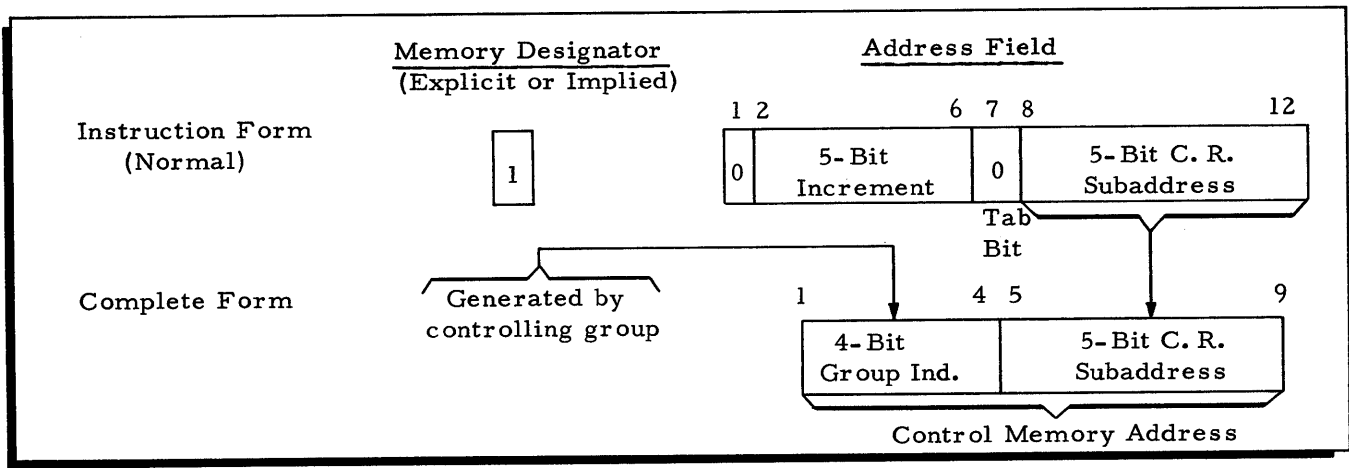 Memory Designator
(Explicit or Implied)
Address Field
1 2 6 7 8 12
Instruction Form
(Normal)
1
0
5-Bit
Increment
0
5-Bit C. R.
Subaddress
Tab
Bit
Complete Form
Generated by
controlling group
1 4 5 9
4-Bit
Group Ind.
5-Bit C. R.
Subaddress
Control Memory Address